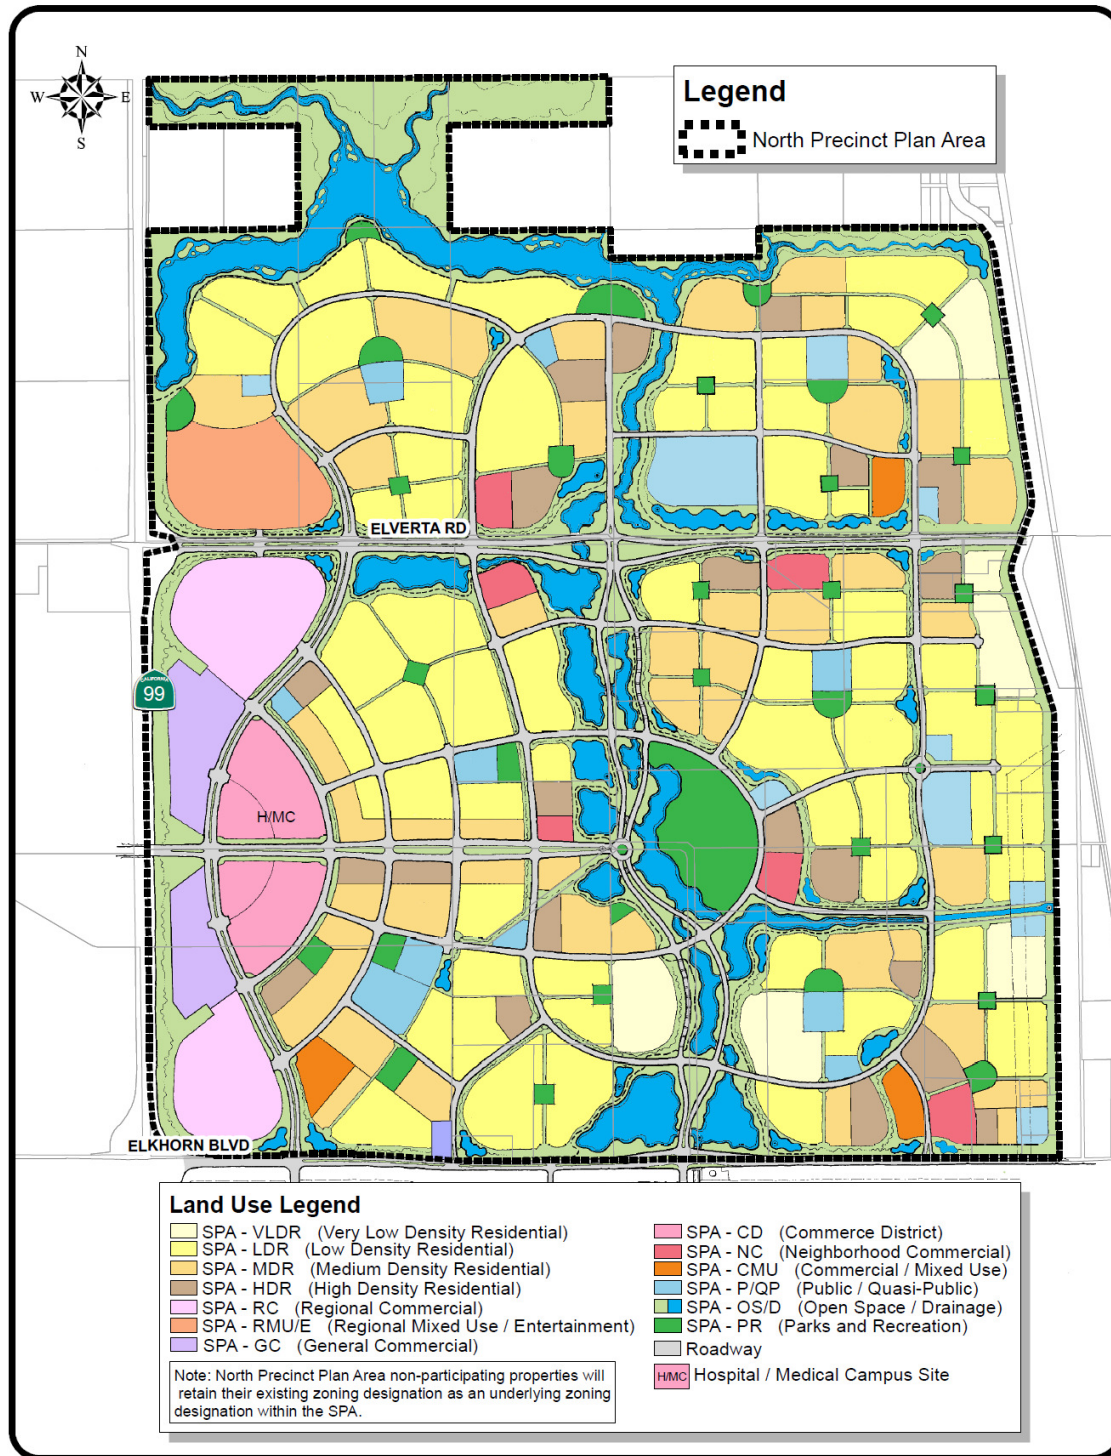 N
W E
S
Legend
North Precinct Plan Area
ELVERTA RD
CALIFORNIA
99
H/MC
ELKHORN BLVD
Land Use Legend
SPA - VLDR (Very Low Density Residential)
SPA - LDR (Low Density Residential)
SPA - MDR (Medium Density Residential)
SPA - HDR (High Density Residential)
SPA - RC (Regional Commercial)
SPA - RMU/E (Regional Mixed Use / Entertainment)
SPA - GC (General Commercial)
Note: North Precinct Plan Area non-participating properties will
retain their existing zoning designation as an underlying zoning
designation within the SPA.
SPA - CD (Commerce District)
SPA - NC (Neighborhood Commercial)
SPA - CMU (Commercial / Mixed Use)
SPA - P/QP (Public / Quasi-Public)
SPA - OS/D (Open Space / Drainage)
SPA - PR (Parks and Recreation)
Roadway
H/MC Hospital / Medical Campus Site